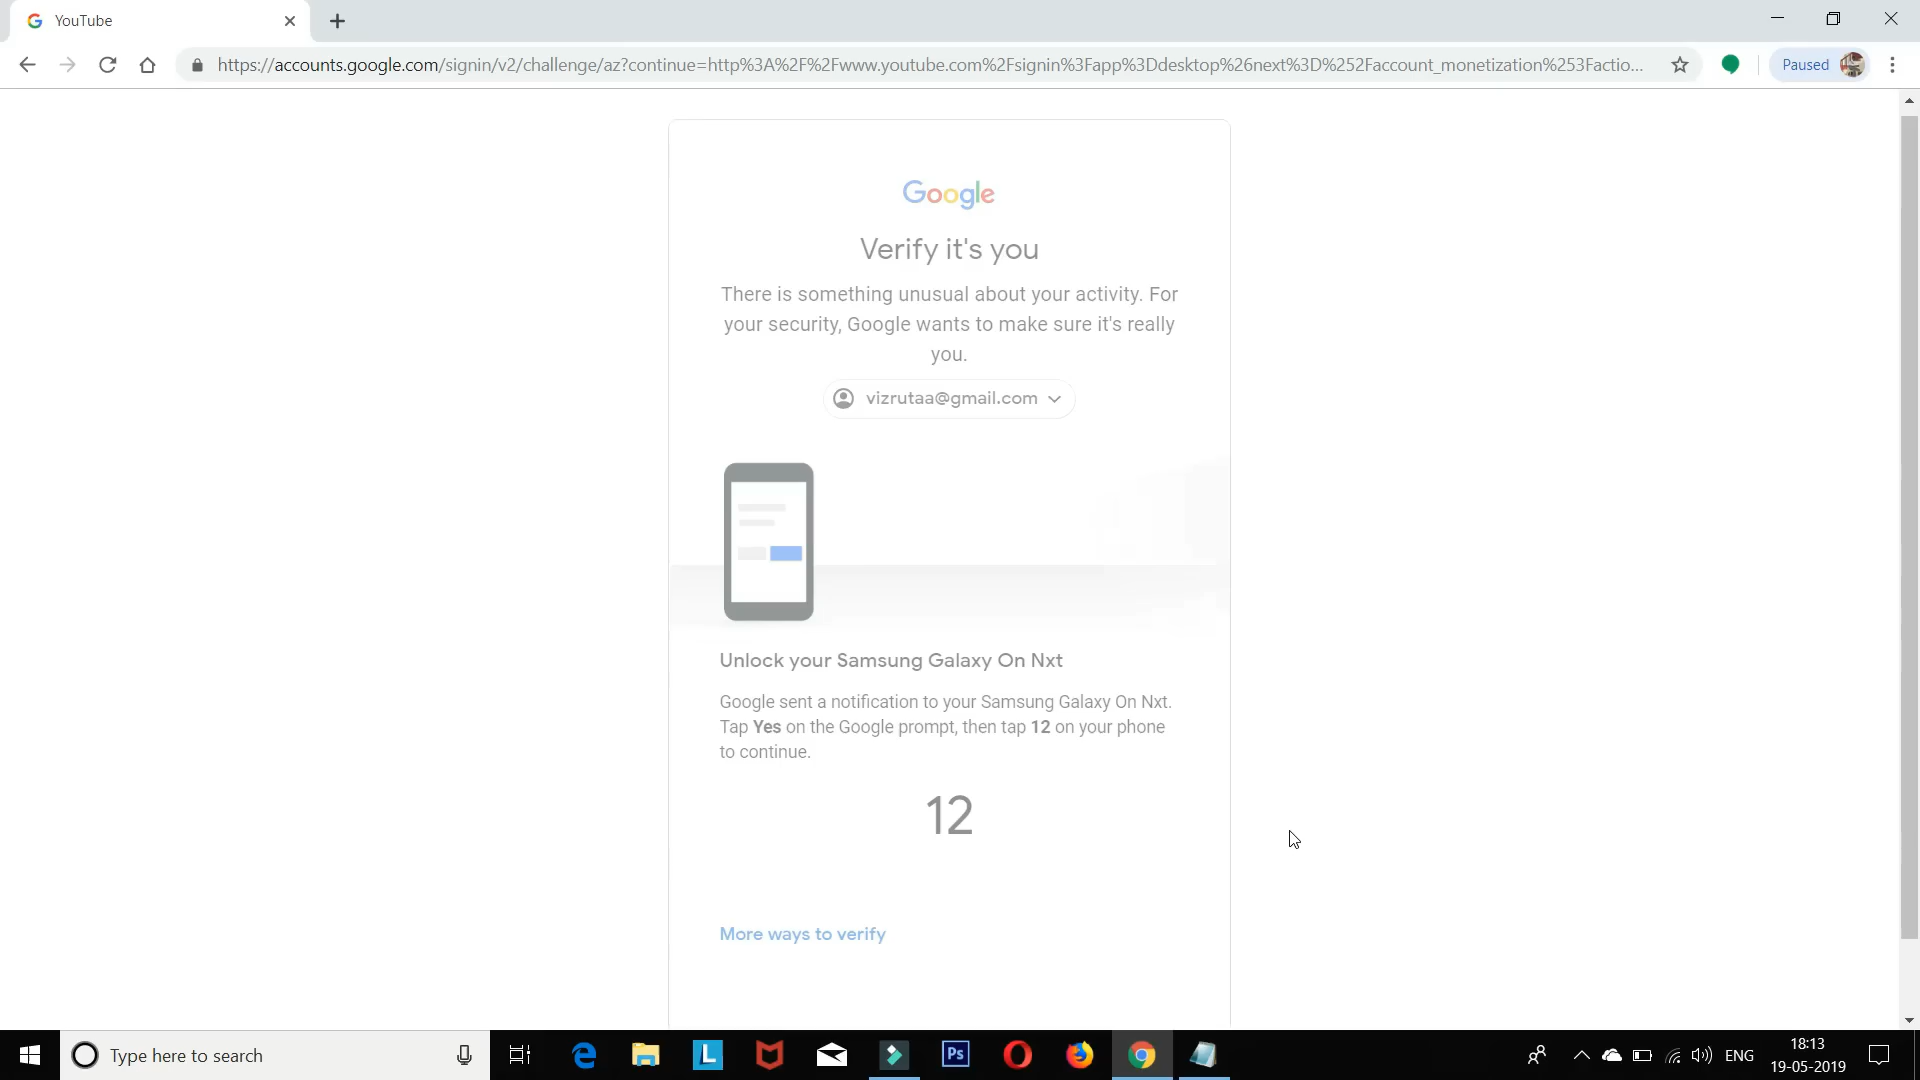 YouTube
https://accounts.google.com/signin/v2/challenge/az?continue=http%3A%2F%2Fwww.youtube.com%2Fsignin%3Fapp%3Ddesktop%26next%3D%252Faccount_monetization%253Factio...
Paused
Google
Verify it's you
There is something unusual about your activity. For
your security, Google wants to make sure it's really
you.
vizrutaa@gmail.com
Unlock your Samsung Galaxy On Nxt
Google sent a notification to your Samsung Galaxy On Nxt.
Tap Yes on the Google prompt, then tap 12 on your phone
to continue.
12
More ways to verify
Type here to search
L
Ps
ENG
18:13
19-05-2019